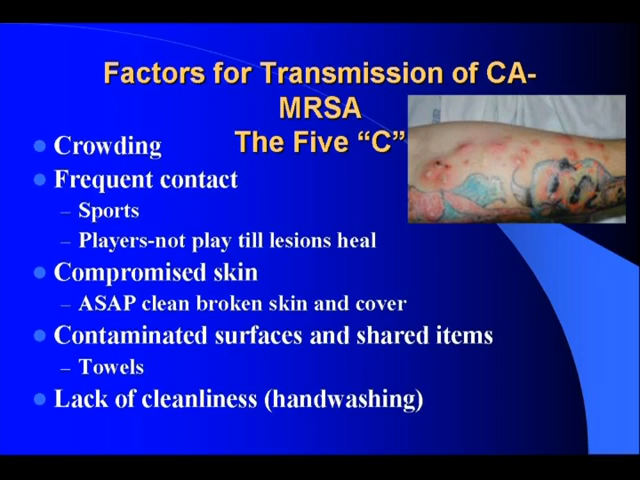 Factors for Transmission of CA-
MRSA
The Five “C”
Crowding
Frequent contact
– Sports
– Players-not play till lesions heal
Compromised skin
– ASAP clean broken skin and cover
Contaminated surfaces and shared items
– Towels
Lack of cleanliness (handwashing)